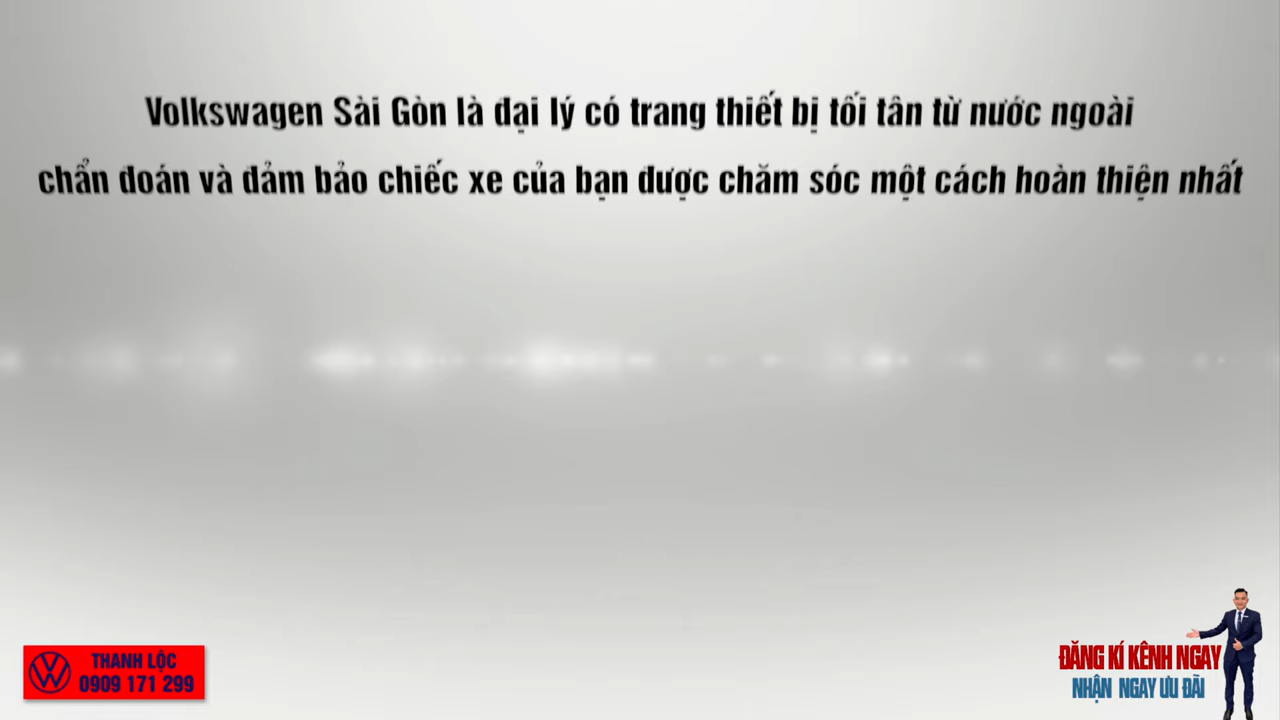 Volkswagen Sài Gòn là đại lý có trang thiết bị tối tân từ nước ngoài
chẩn đoán và đảm bảo chiếc xe của bạn được chăm sóc một cách hoàn thiện nhất
THANH LỘC
0909 171 299
ĐĂNG KÍ KÊNH NGAY
NHẬN NGAY ƯU ĐÃI